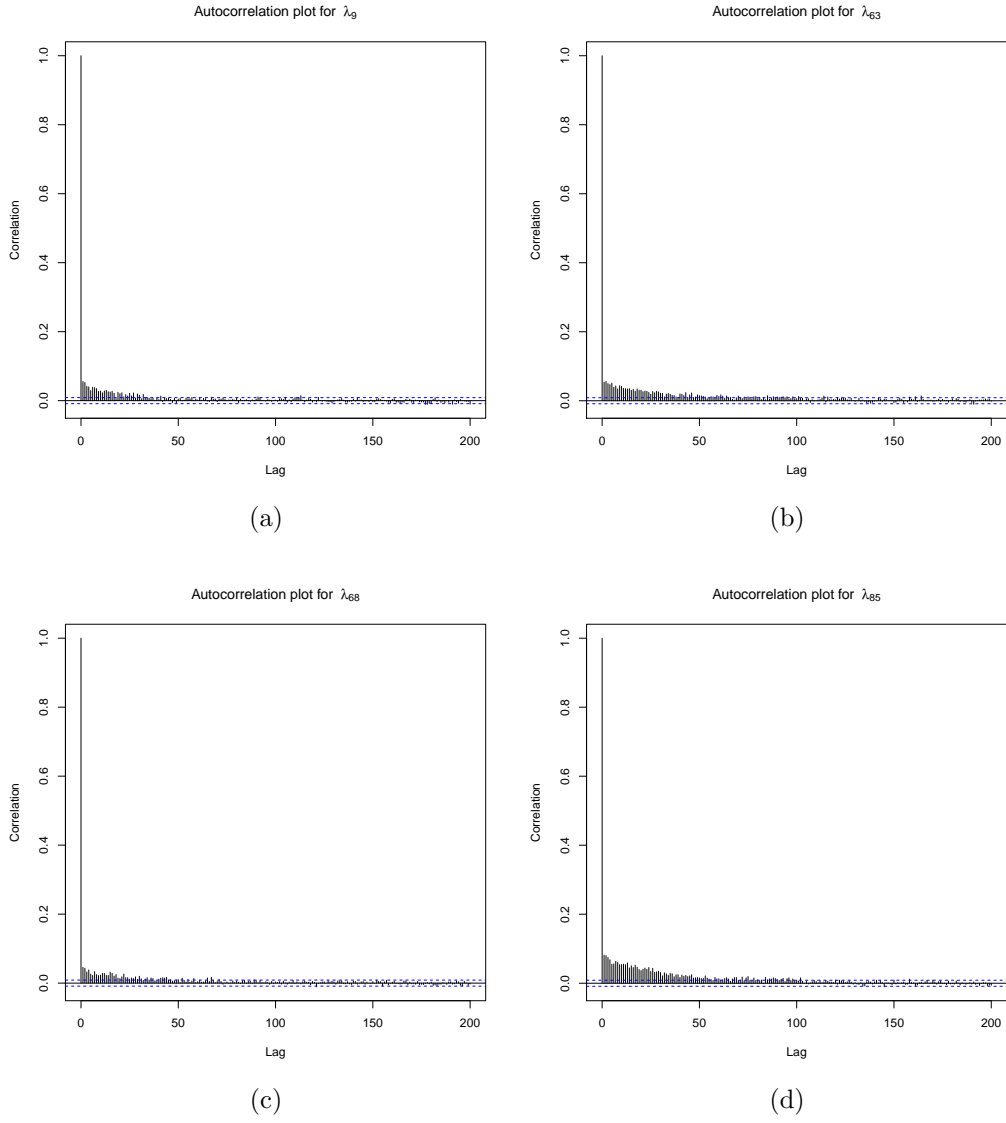 Autocorrelation plot for λ9
1.0
0.8
0.6
0.4
0.2
0.0
Correlation
0 50 100 150 200
Lag
(a)
Autocorrelation plot for λ63
1.0
0.8
0.6
0.4
0.2
0.0
Correlation
0 50 100 150 200
Lag
(b)
Autocorrelation plot for λ68
1.0
0.8
0.6
0.4
0.2
0.0
Correlation
0 50 100 150 200
Lag
(c)
Autocorrelation plot for λ85
1.0
0.8
0.6
0.4
0.2
0.0
Correlation
0 50 100 150 200
Lag
(d)